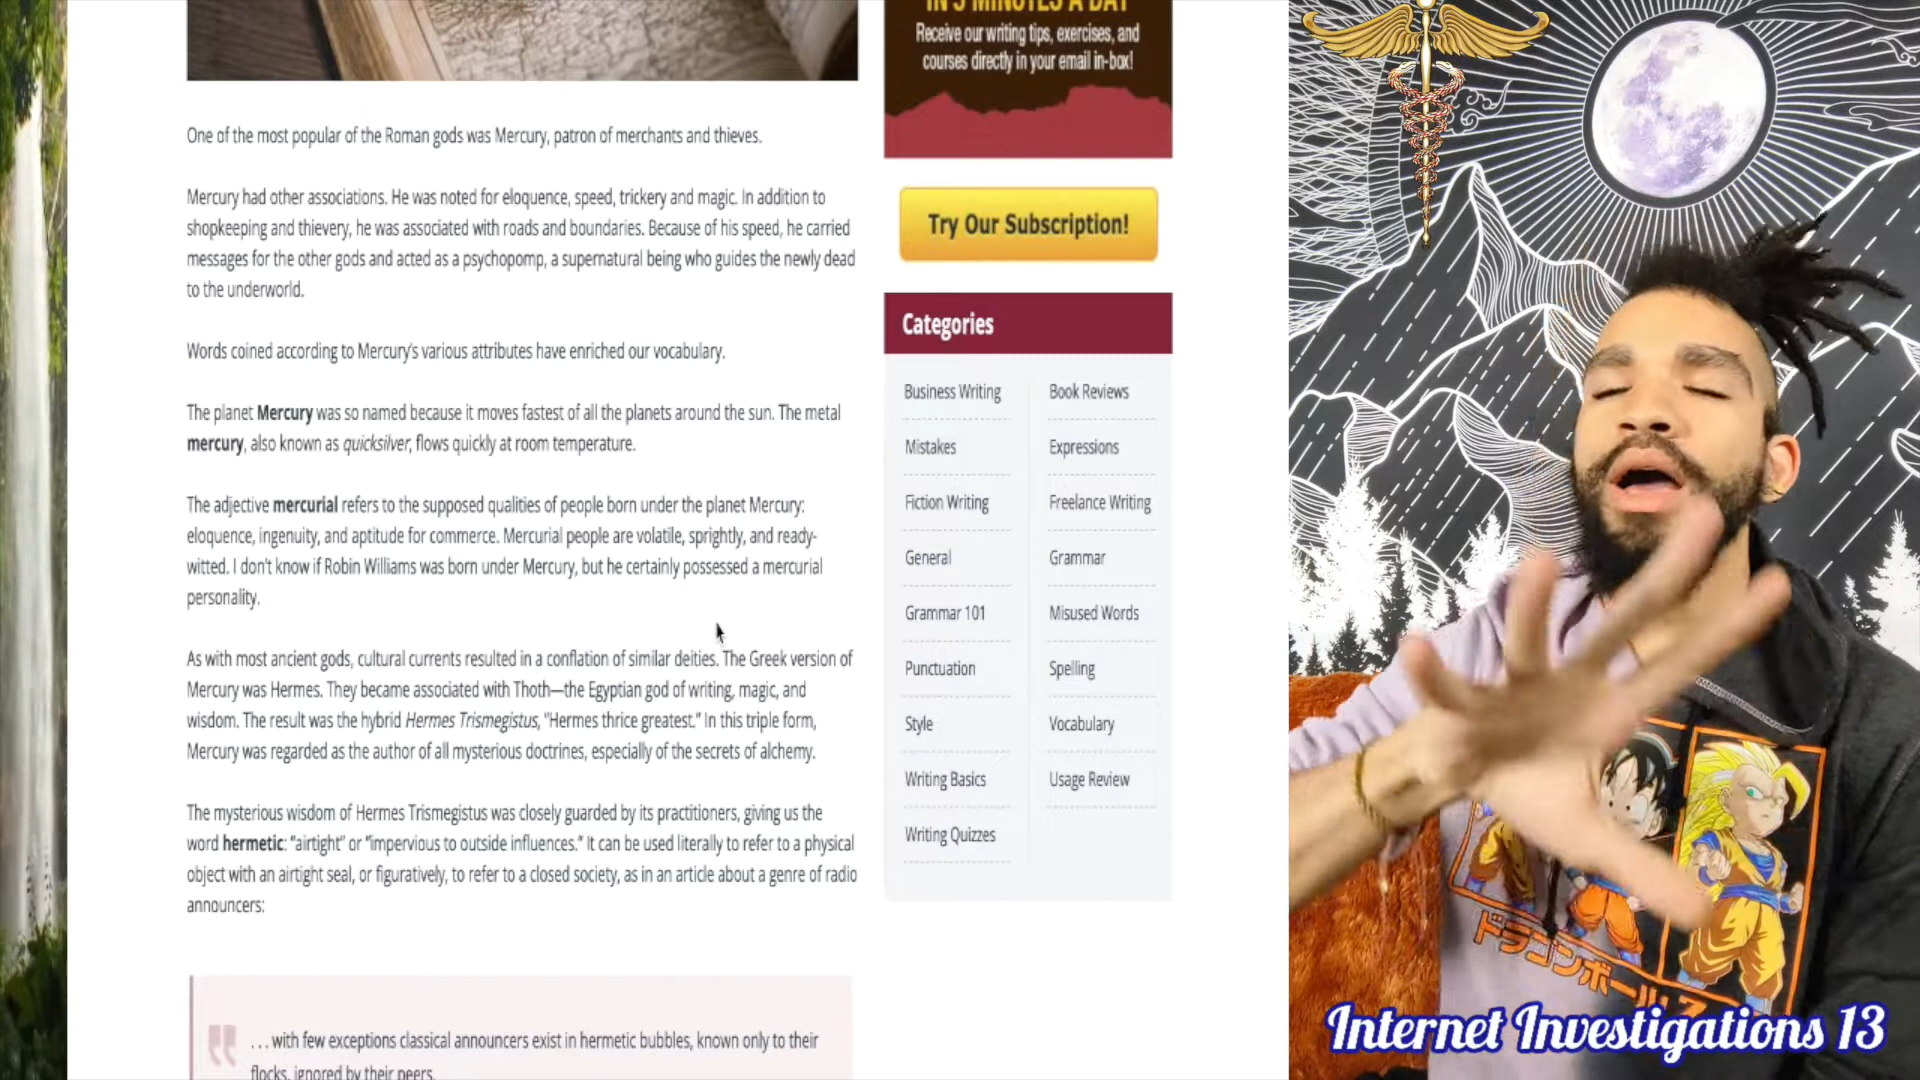 IN 5 MINUTES A DAY
Receive our writing tips, exercises, and
courses directly in your email in-box!
Try Our Subscription!
One of the most popular of the Roman gods was Mercury, patron of merchants and thieves.
Mercury had other associations. He was noted for eloquence, speed, trickery and magic. In addition to
shopkeeping and thievery, he was associated with roads and boundaries. Because of his speed, he carried
messages for the other gods and acted as a psychopomp, a supernatural being who guides the newly dead
to the underworld.
Words coined according to Mercury's various attributes have enriched our vocabulary.
The planet Mercury was so named because it moves fastest of all the planets around the sun. The metal
mercury, also known as quicksilver, flows quickly at room temperature.
The adjective mercurial refers to the supposed qualities of people born under the planet Mercury:
eloquence, ingenuity, and aptitude for commerce. Mercurial people are volatile, sprightly, and ready-
witted. I don't know if Robin Williams was born under Mercury, but he certainly possessed a mercurial
personality.
As with most ancient gods, cultural currents resulted in a conflation of similar deities. The Greek version of
Mercury was Hermes. They became associated with Thoth—the Egyptian god of writing, magic, and
wisdom. The result was the hybrid Hermes Trismegistus, "Hermes thrice greatest." In this triple form,
Mercury was regarded as the author of all mysterious doctrines, especially of the secrets of alchemy.
The mysterious wisdom of Hermes Trismegistus was closely guarded by its practitioners, giving us the
word hermetic: "airtight" or "impervious to outside influences." It can be used literally to refer to a physical
object with an airtight seal, or figuratively, to refer to a closed society, as in an article about a genre of radio
announcers:
. . . with few exceptions classical announcers exist in hermetic bubbles, known only to their
flocks, ignored by their peers.
Categories
Business Writing
Book Reviews
Mistakes
Expressions
Fiction Writing
Freelance Writing
General
Grammar
Grammar 101
Misused Words
Punctuation
Spelling
Style
Vocabulary
Writing Basics
Usage Review
Writing Quizzes
ドラゴンボールZ
Internet Investigations 13